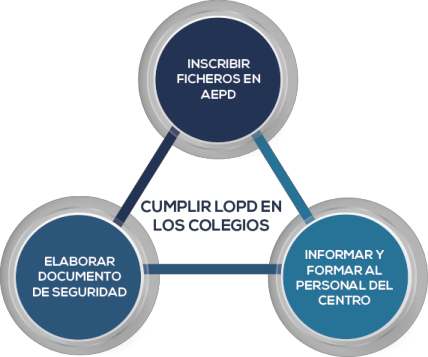 INSCRIBIR
FICHEROS EN
AEPD
CUMPLIR LOPD EN
LOS COLEGIOS
ELABORAR
DOCUMENTO
DE SEGURIDAD
INFORMAR Y
FORMAR AL
PERSONAL DEL
CENTRO